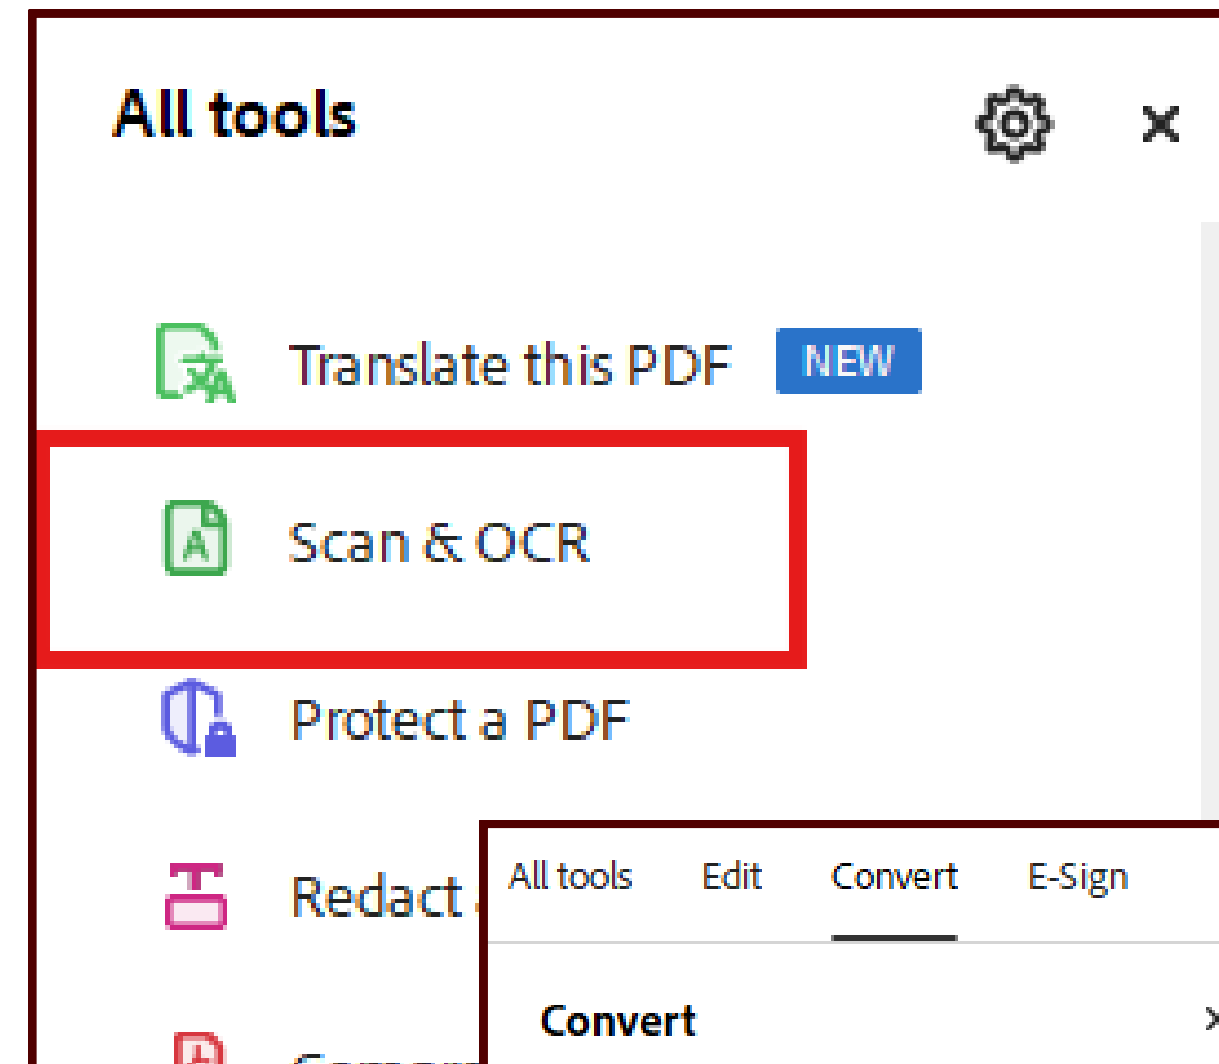 All tools
Translate this PDF NEW
Scan & OCR
Protect a PDF
Redact
All tools Edit Convert E-Sign
Convert